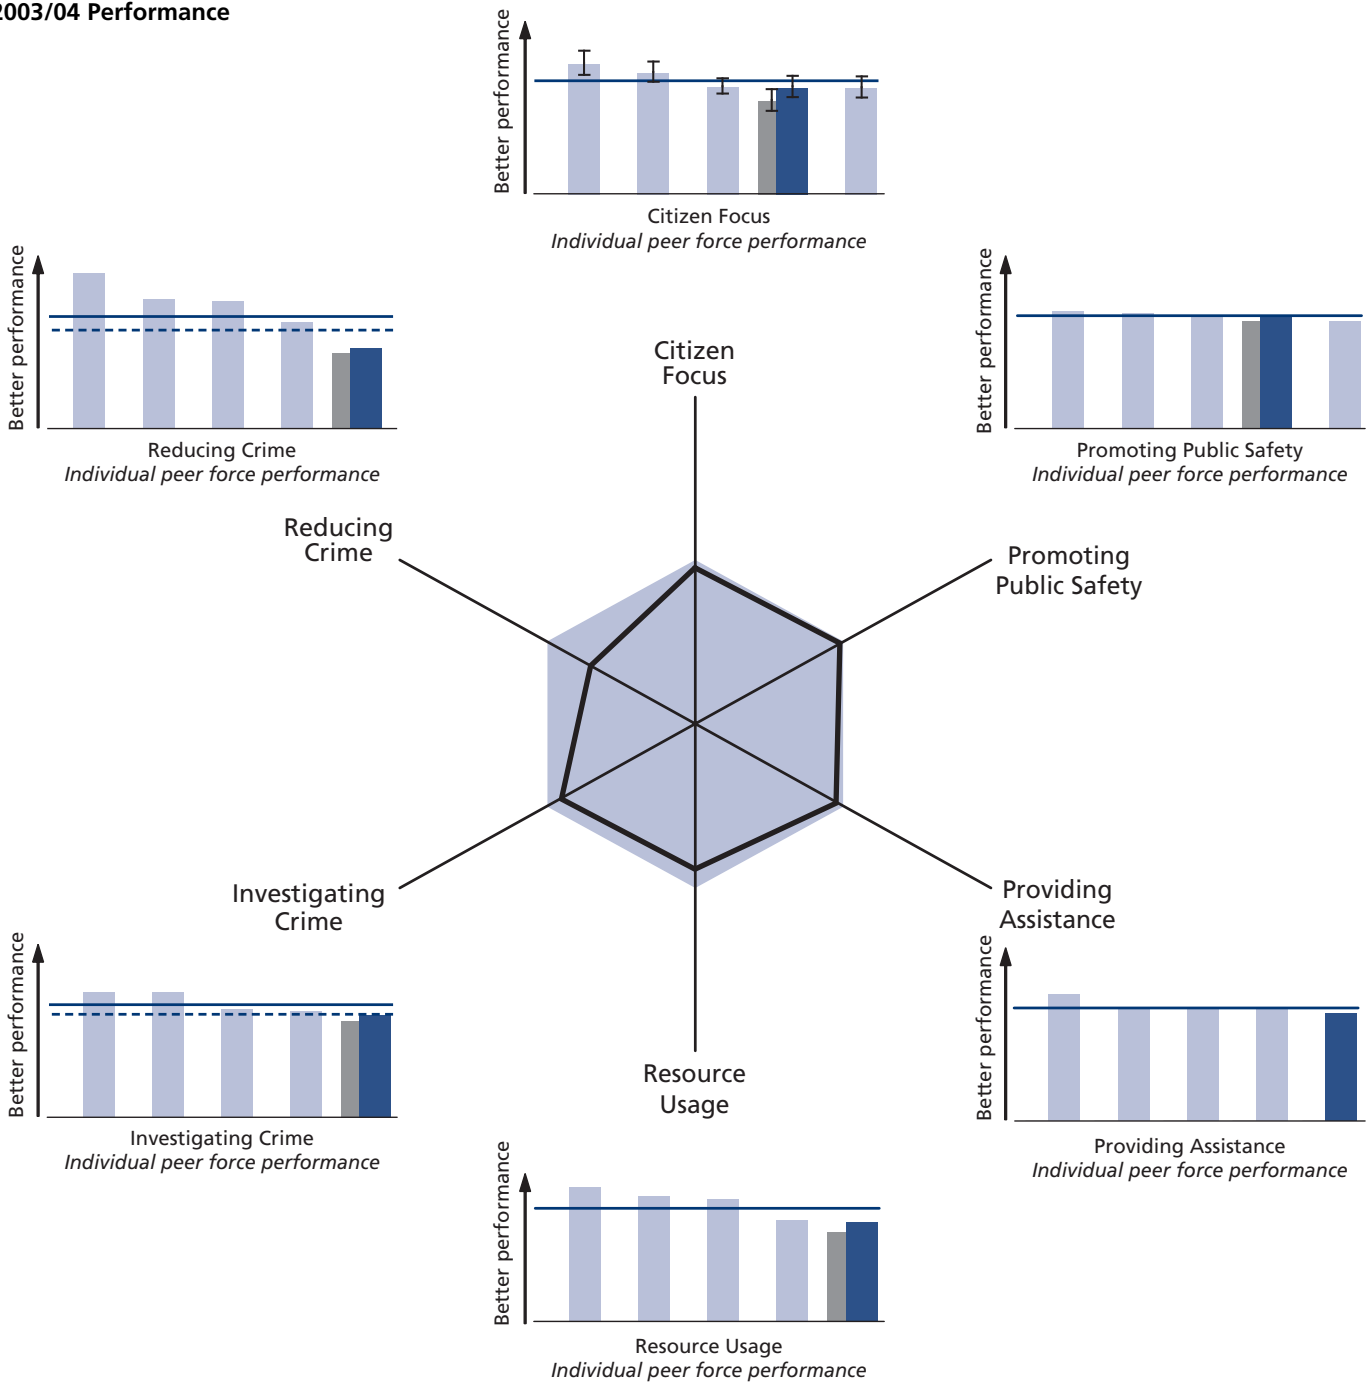 2003/04 Performance
Better performance
Citizen Focus
Individual peer force performance
Better performance
Reducing Crime
Individual peer force performance
Better performance
Promoting Public Safety
Individual peer force performance
Citizen
Focus
Reducing
Crime
Promoting
Public Safety
Investigating
Crime
Providing
Assistance
Resource
Usage
Better performance
Investigating Crime
Individual peer force performance
Better performance
Providing Assistance
Individual peer force performance
Better performance
Resource Usage
Individual peer force performance